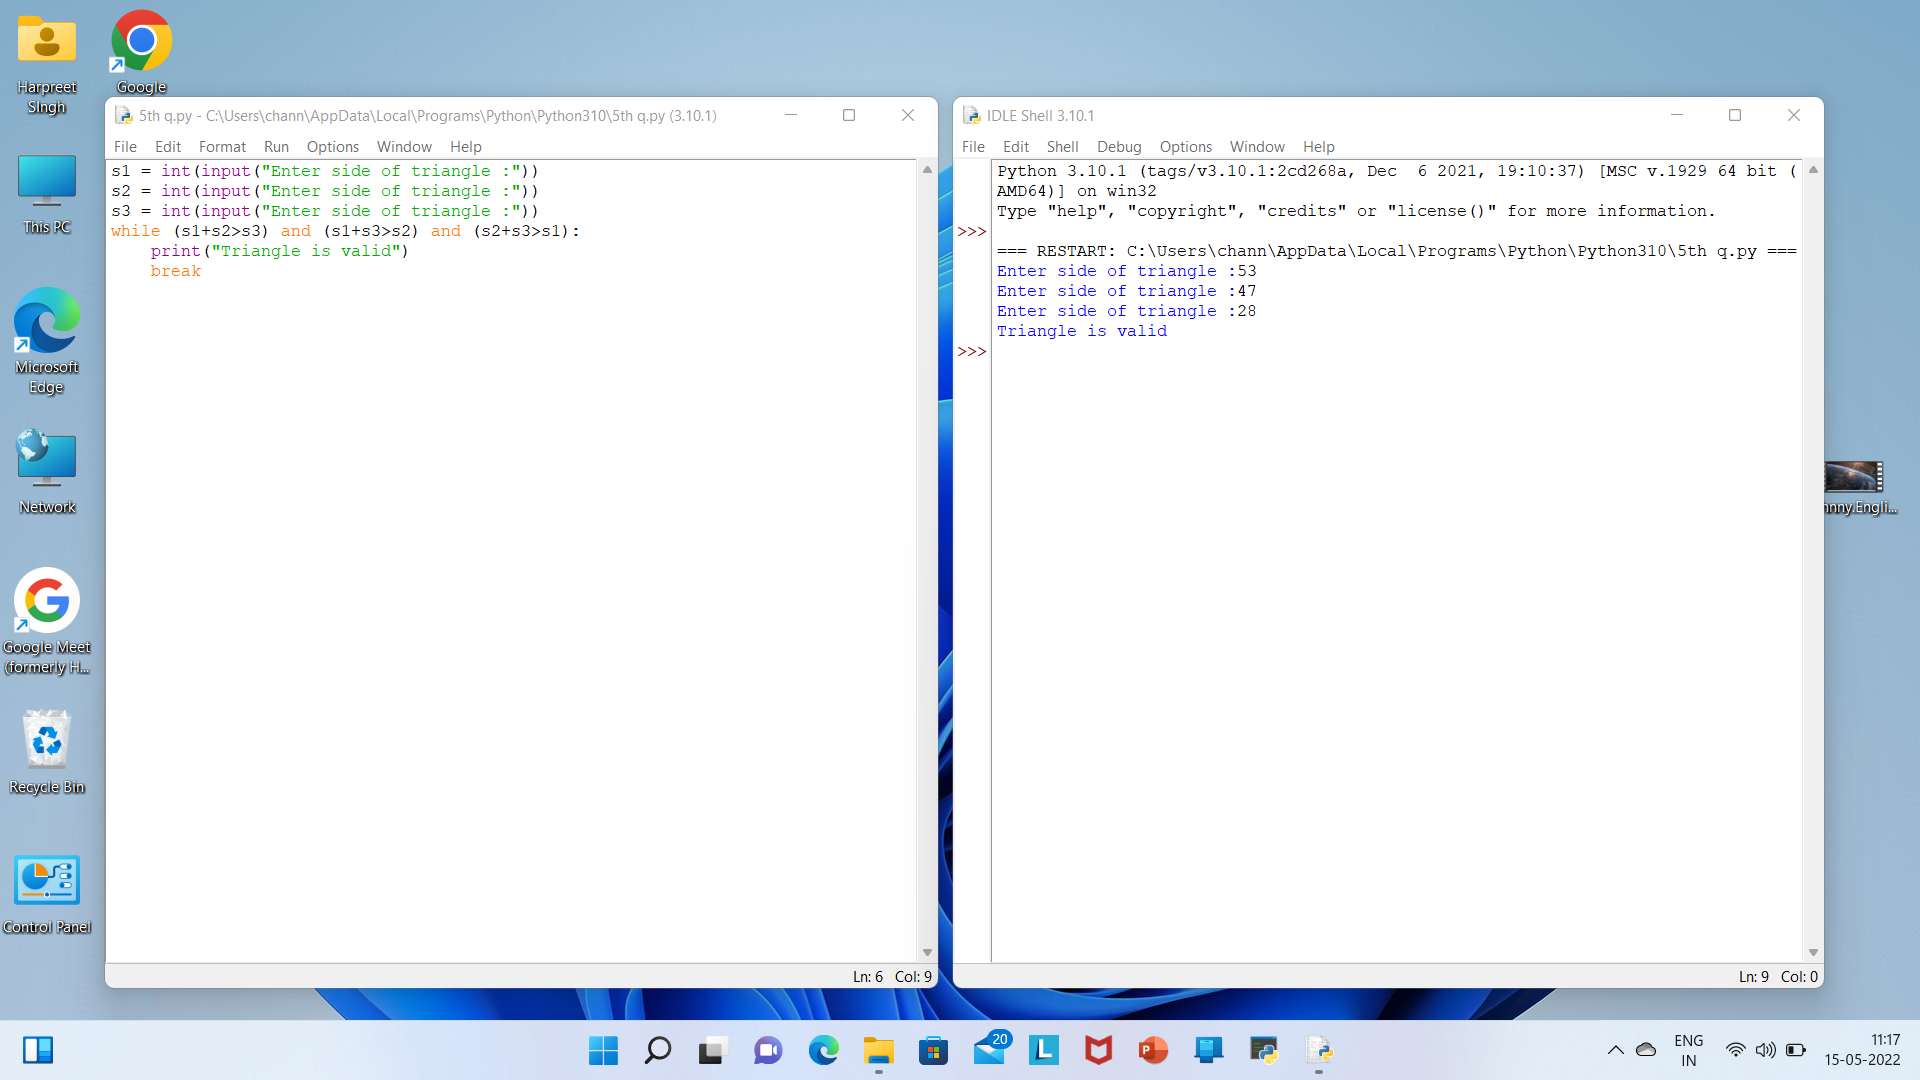 Harpreet
SIngh
Google
This PC
Microsoft
Edge
Network
Google Meet
(formerly H...
Recycle Bin
Control Panel
5th q.py - C:\Users\chann\AppData\Local\Programs\Python\Python310\5th q.py (3.10.1)
File Edit Format Run Options Window Help
s1 = int(input("Enter side of triangle :"))
s2 = int(input("Enter side of triangle :"))
s3 = int(input("Enter side of triangle :"))
while (s1+s2>s3) and (s1+s3>s2) and (s2+s3>s1):
    print("Triangle is valid")
    break
Ln: 6 Col: 9
IDLE Shell 3.10.1
File Edit Shell Debug Options Window Help
Python 3.10.1 (tags/v3.10.1:2cd268a, Dec  6 2021, 19:10:37) [MSC v.1929 64 bit (
AMD64)] on win32
Type "help", "copyright", "credits" or "license()" for more information.
>>>
=== RESTART: C:\Users\chann\AppData\Local\Programs\Python\Python310\5th q.py ===
Enter side of triangle :53
Enter side of triangle :47
Enter side of triangle :28
Triangle is valid
>>>
Ln: 9 Col: 0
nny.Engli...
20
ENG
IN
11:17
15-05-2022